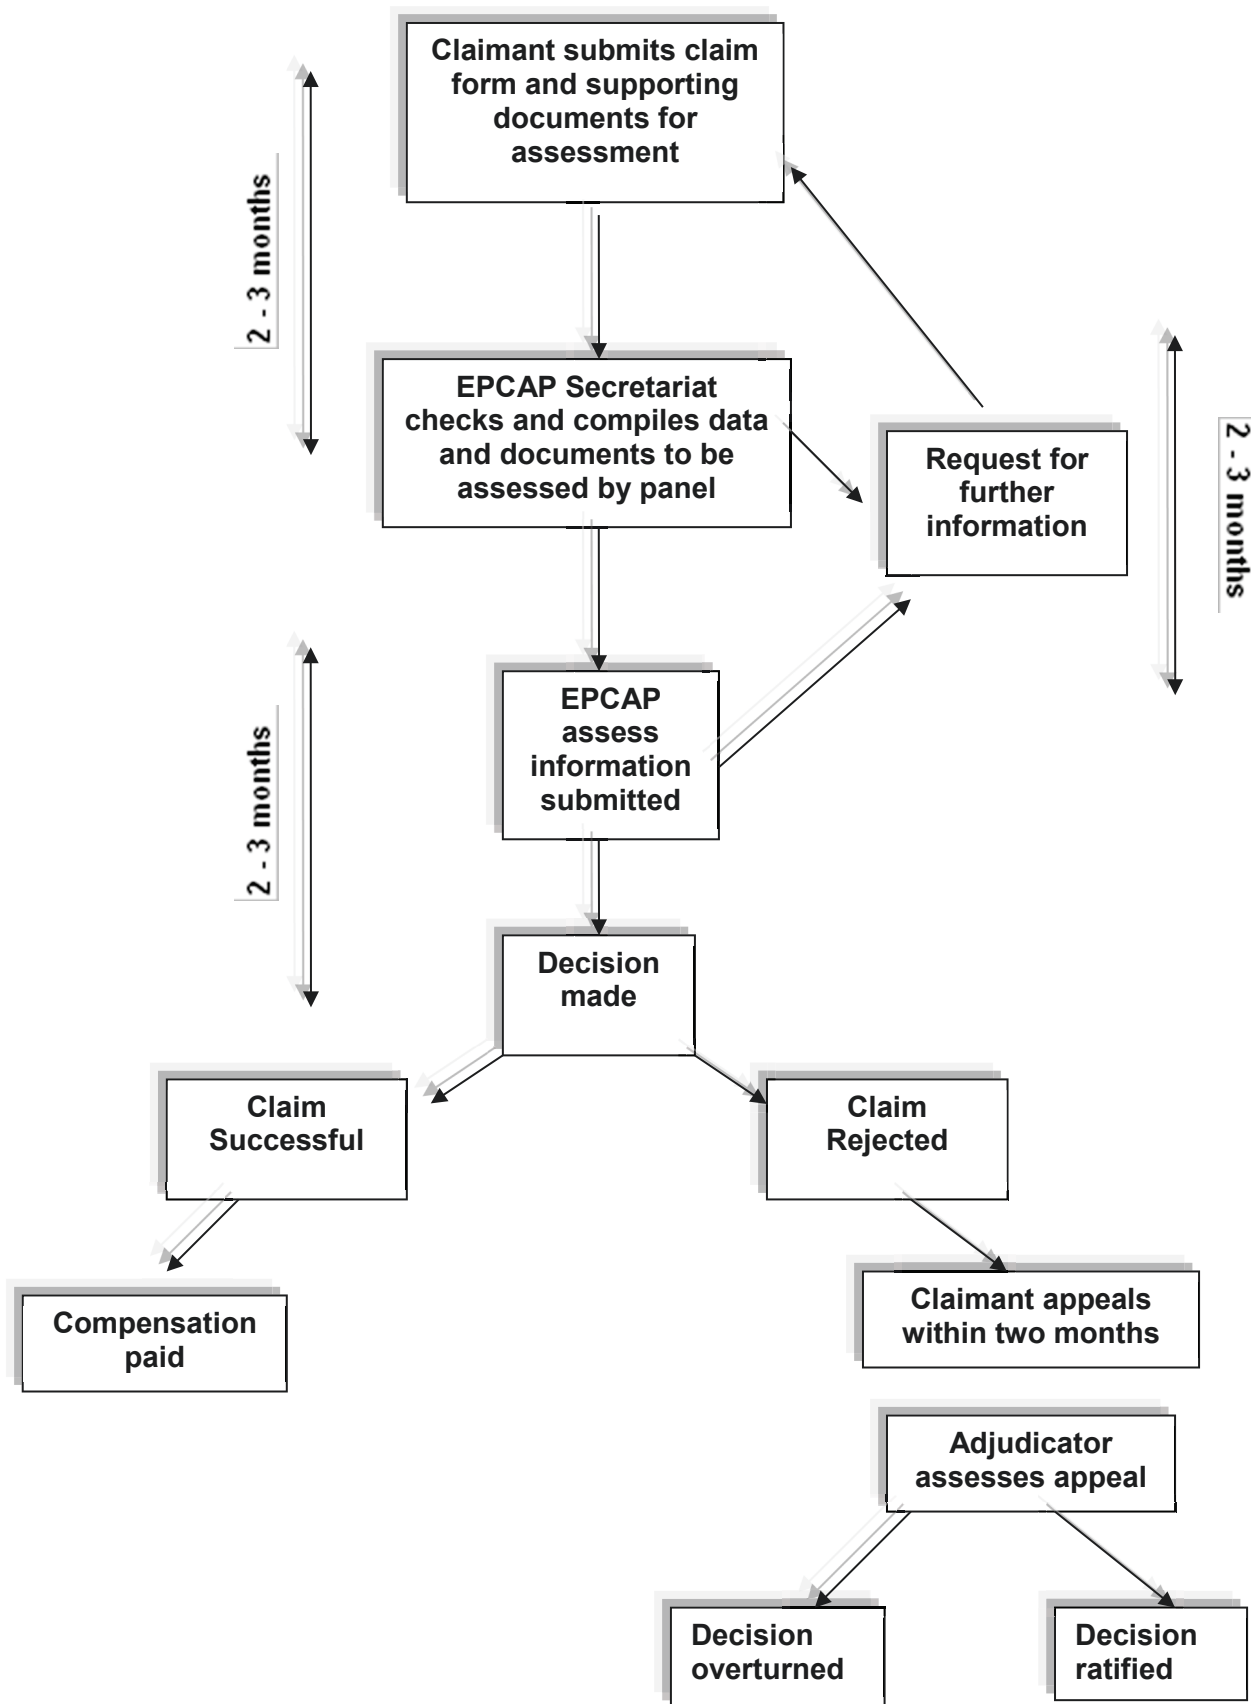 Claimant submits claim
form and supporting
documents for
assessment
2 - 3 months
EPCAP Secretariat
checks and compiles data
and documents to be
assessed by panel
Request for
further
information
2 - 3 months
EPCAP
assess
information
submitted
2 - 3 months
Decision
made
Claim
Successful
Claim
Rejected
Compensation
paid
Claimant appeals
within two months
Adjudicator
assesses appeal
Decision
overturned
Decision
ratified